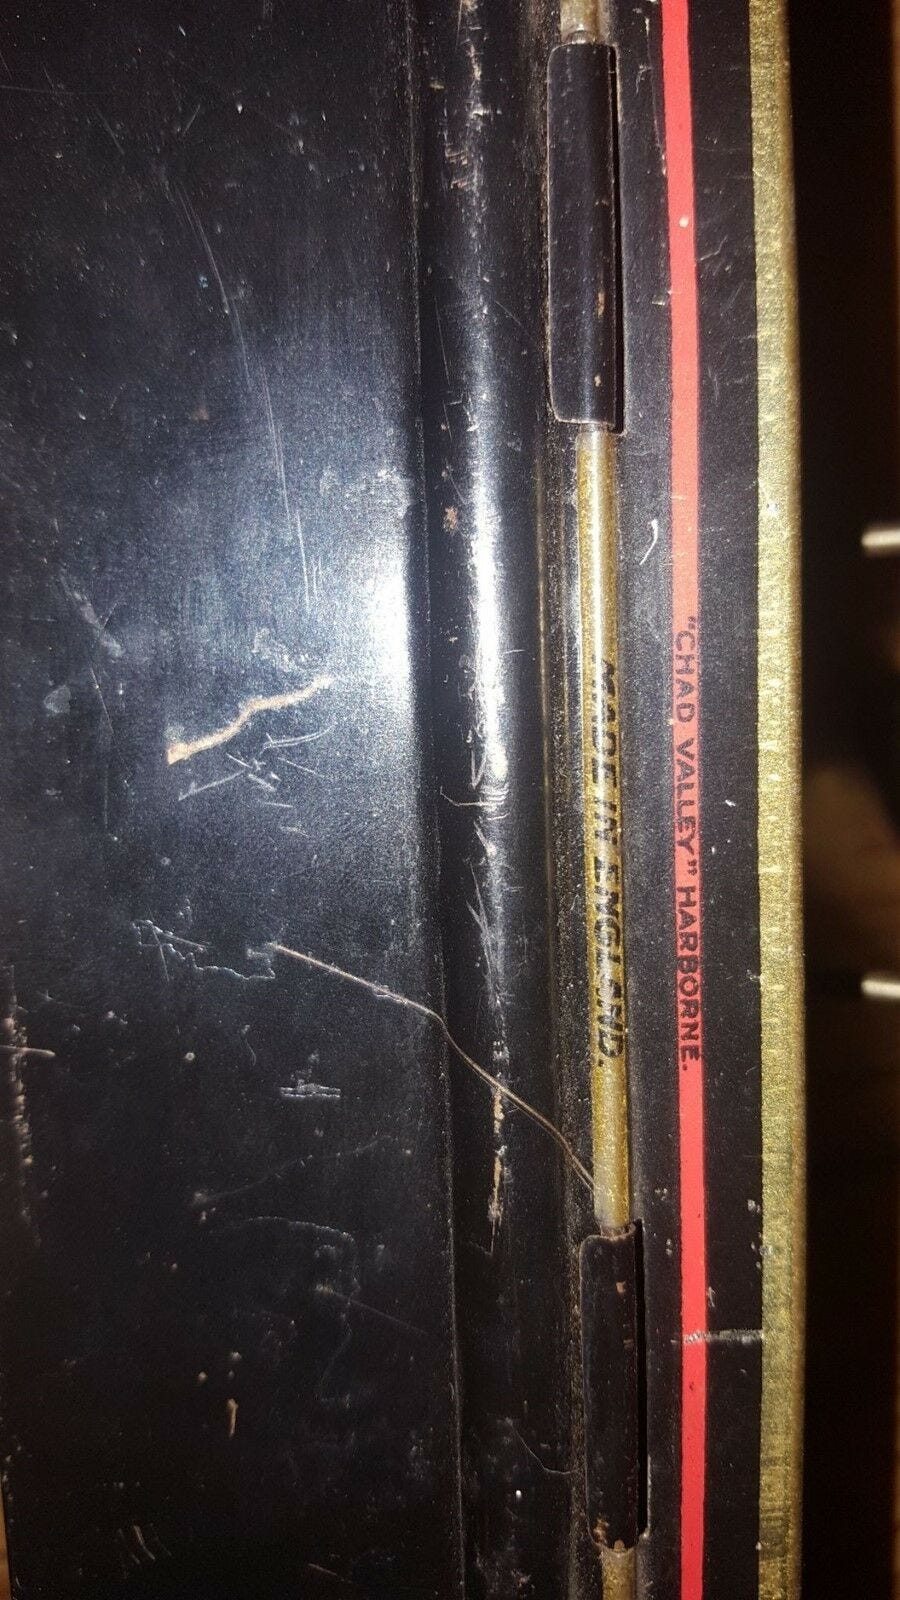 "CHAD VALLEY" HARBORNE.
MADE IN ENGLAND.